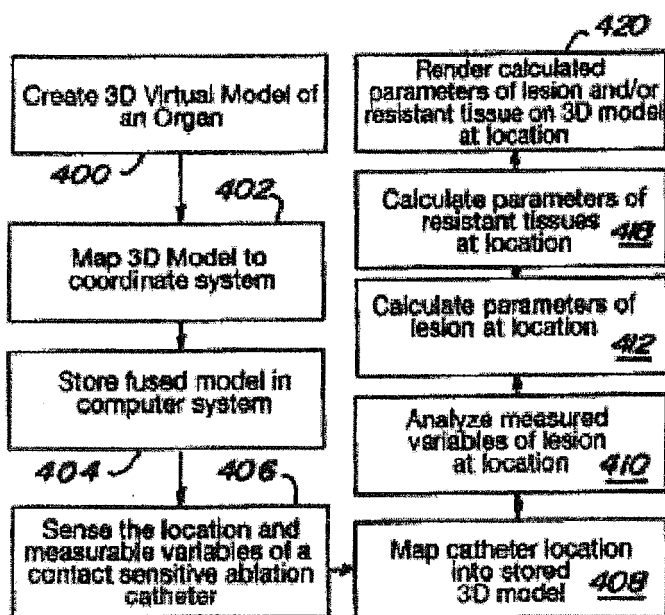 Create 3D Virtual Model of
an Organ
400
402
Map 3D Model to
coordinate system
Store fused model in
computer system
404
406
Sense the location and
measurable variables of a
contact sensitive ablation
catheter
Map catheter location
into stored
3D model
408
Analyze measured
variables of lesion
at location
410
Calculate parameters of
lesion at location
412
Calculate parameters of
resistant tissues
at location
418
420
Render calculated
parameters of lesion and/or
resistant tissue on 3D model
at location